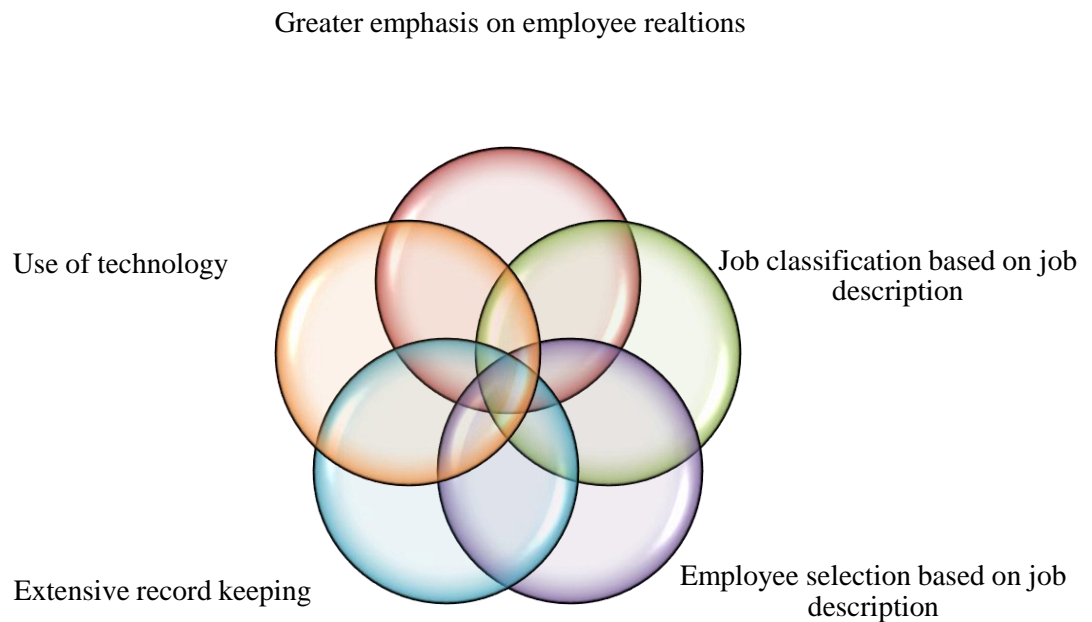 Greater emphasis on employee realtions
Use of technology
Job classification based on job
description
Extensive record keeping
Employee selection based on job
description